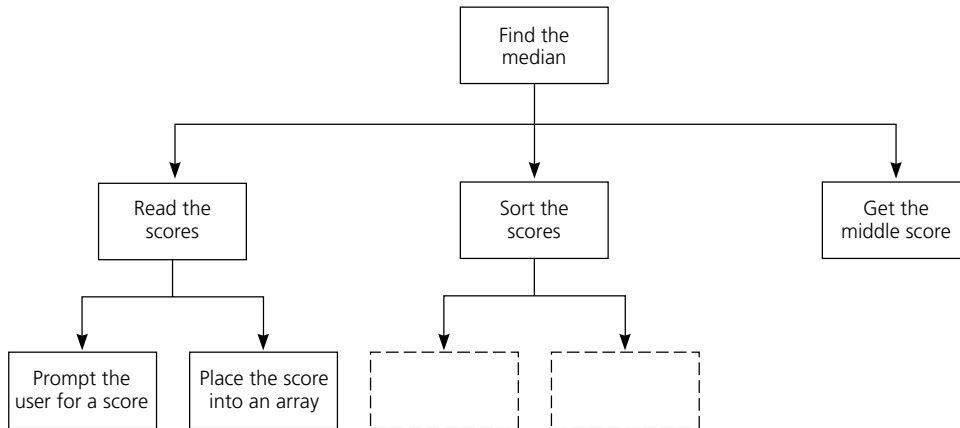 Find the
median
Read the
scores
Sort the
scores
Get the
middle score
Prompt the
user for a score
Place the score
into an array